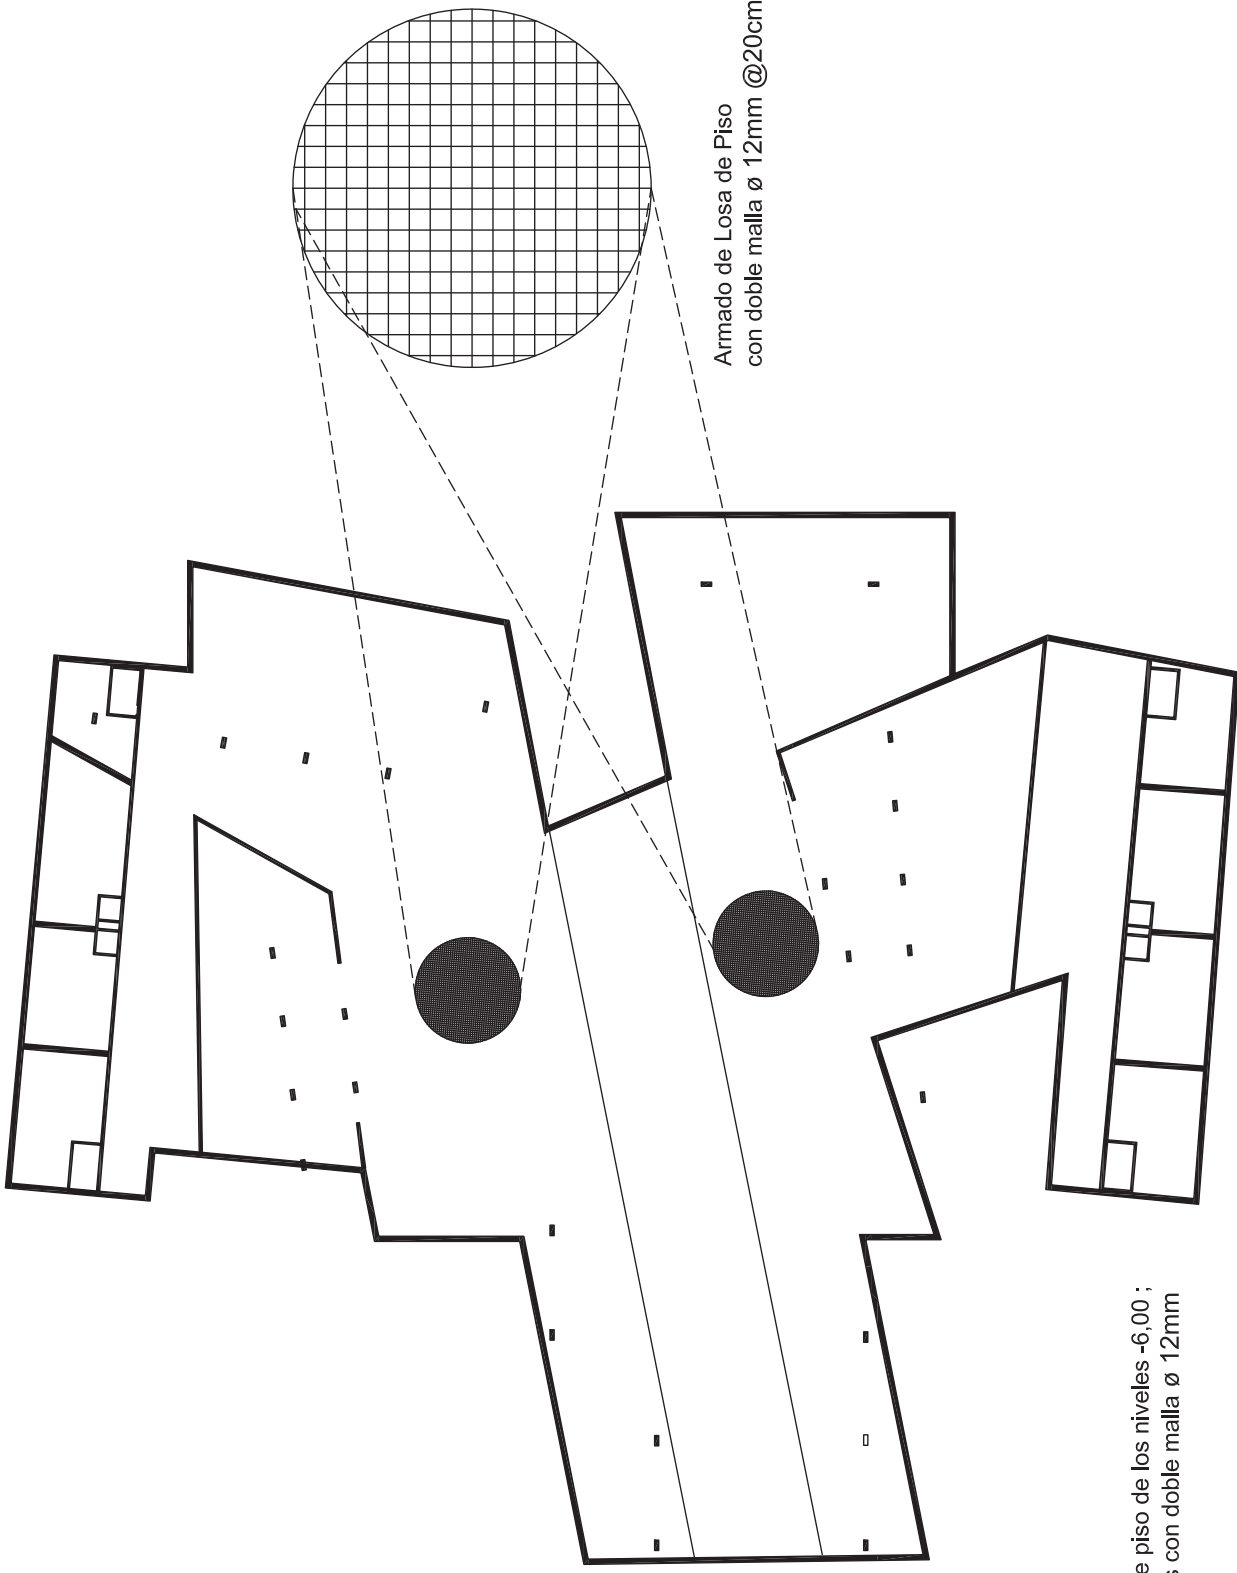 Armado de Losa de Piso
con doble malla ø 12mm @20cm
piso de los niveles -6,00 ;
con doble malla ø 12mm